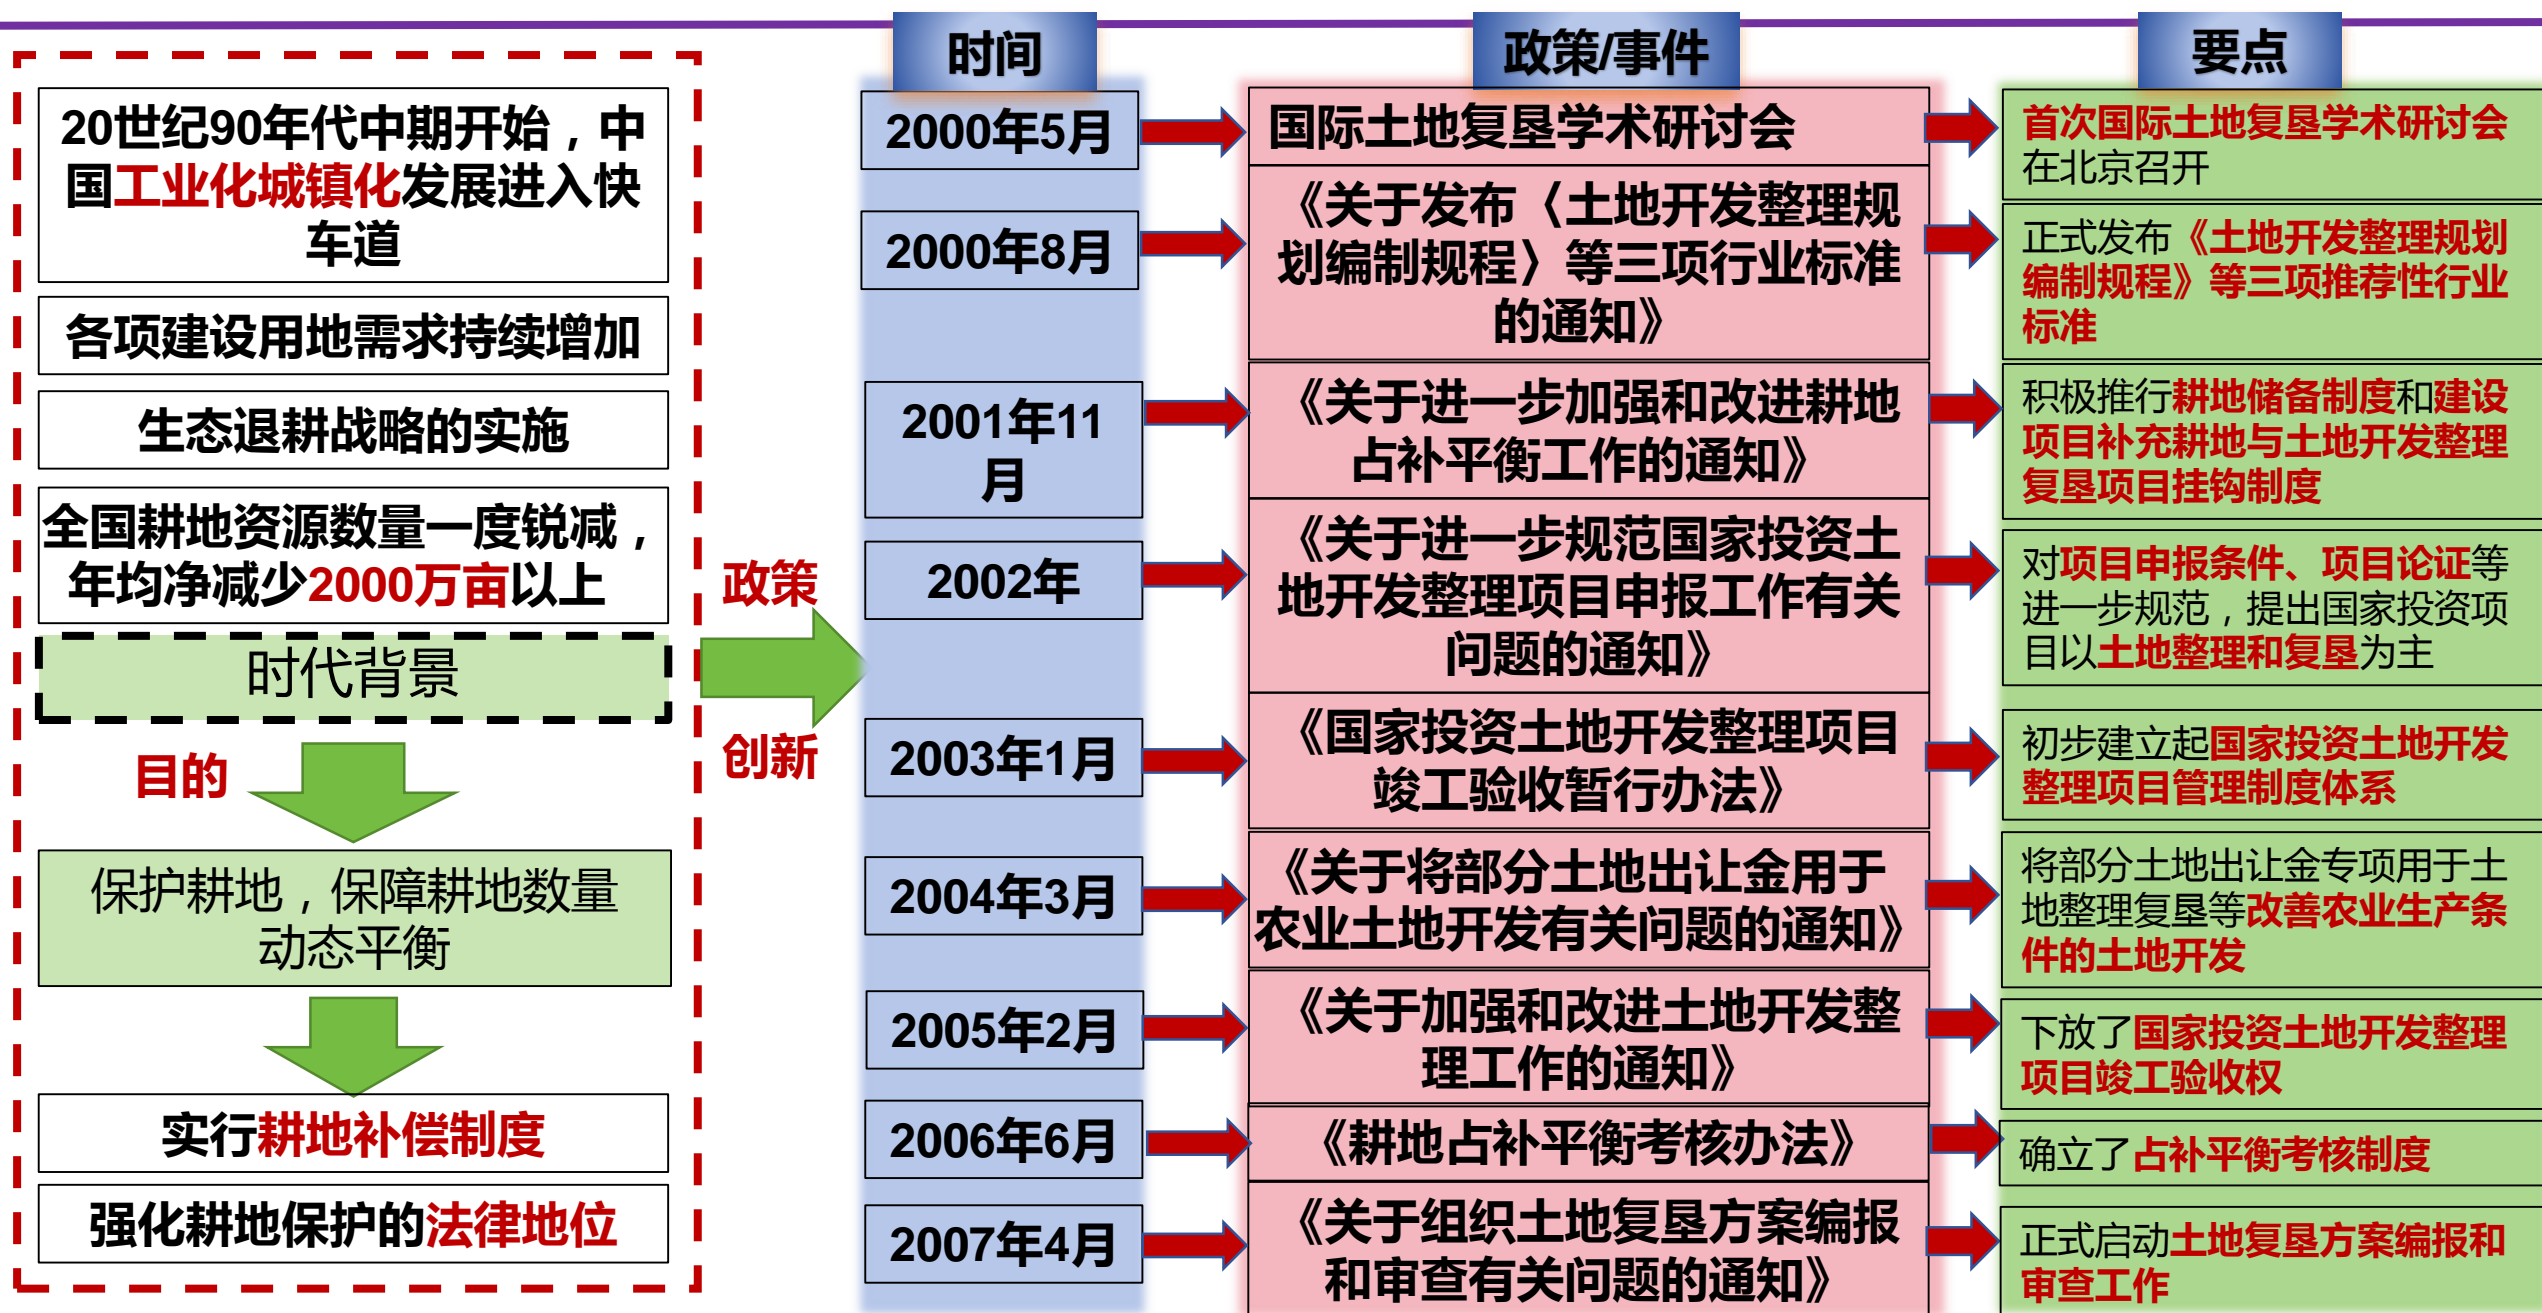 20世纪90年代中期开始，中
国工业化城镇化发展进入快
车道
各项建设用地需求持续增加
生态退耕战略的实施
全国耕地资源数量一度锐减，
年均净减少2000万亩以上
时代背景
目的
保护耕地，保障耕地数量
动态平衡
实行耕地补偿制度
强化耕地保护的法律地位
政策
创新
时间
政策/事件
要点
2000年5月
国际土地复垦学术研讨会
首次国际土地复垦学术研讨会
在北京召开
2000年8月
《关于发布〈土地开发整理规
划编制规程〉等三项行业标准
的通知》
正式发布《土地开发整理规划
编制规程》等三项推荐性行业
标准
2001年11
月
《关于进一步加强和改进耕地
占补平衡工作的通知》
积极推行耕地储备制度和建设
项目补充耕地与土地开发整理
复垦项目挂钩制度
2002年
《关于进一步规范国家投资土
地开发整理项目申报工作有关
问题的通知》
对项目申报条件、项目论证等
进一步规范，提出国家投资项
目以土地整理和复垦为主
2003年1月
《国家投资土地开发整理项目
竣工验收暂行办法》
初步建立起国家投资土地开发
整理项目管理制度体系
2004年3月
《关于将部分土地出让金用于
农业土地开发有关问题的通知》
将部分土地出让金专项用于土
地整理复垦等改善农业生产条
件的土地开发
2005年2月
《关于加强和改进土地开发整
理工作的通知》
下放了国家投资土地开发整理
项目竣工验收权
2006年6月
《耕地占补平衡考核办法》
确立了占补平衡考核制度
2007年4月
《关于组织土地复垦方案编报
和审查有关问题的通知》
正式启动土地复垦方案编报和
审查工作